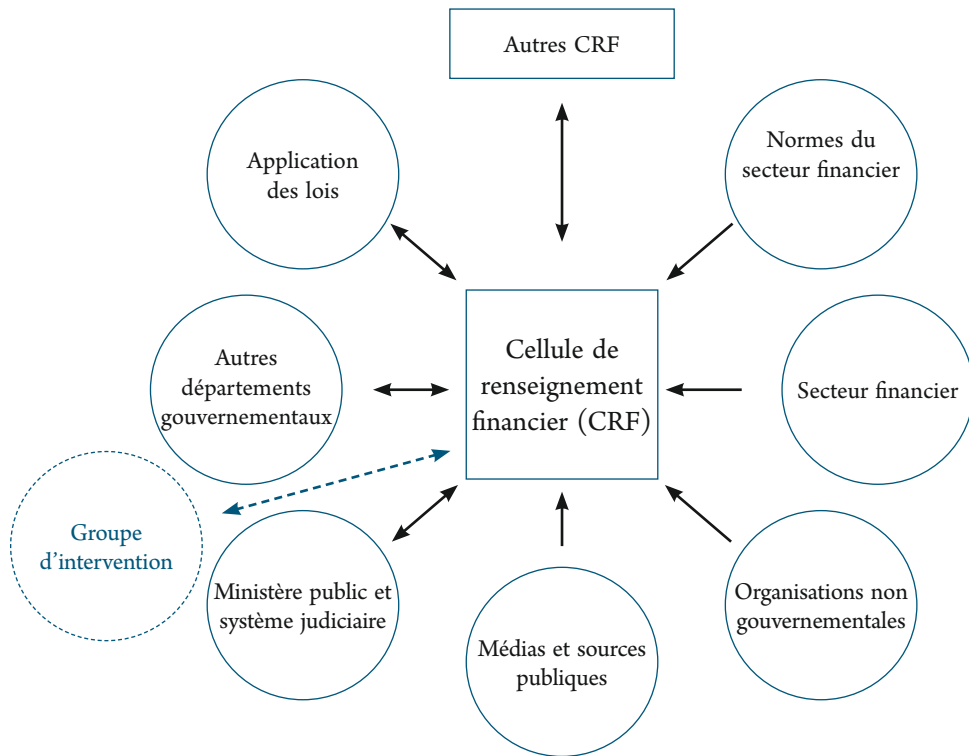 Autres CRF
Application
des lois
Normes du
secteur financier
Autres
départements
gouvernementaux
Cellule de
renseignement
financier (CRF)
Secteur financier
Groupe
d’intervention
Ministère public et
système judiciaire
Médias et sources
publiques
Organisations non
gouvernementales